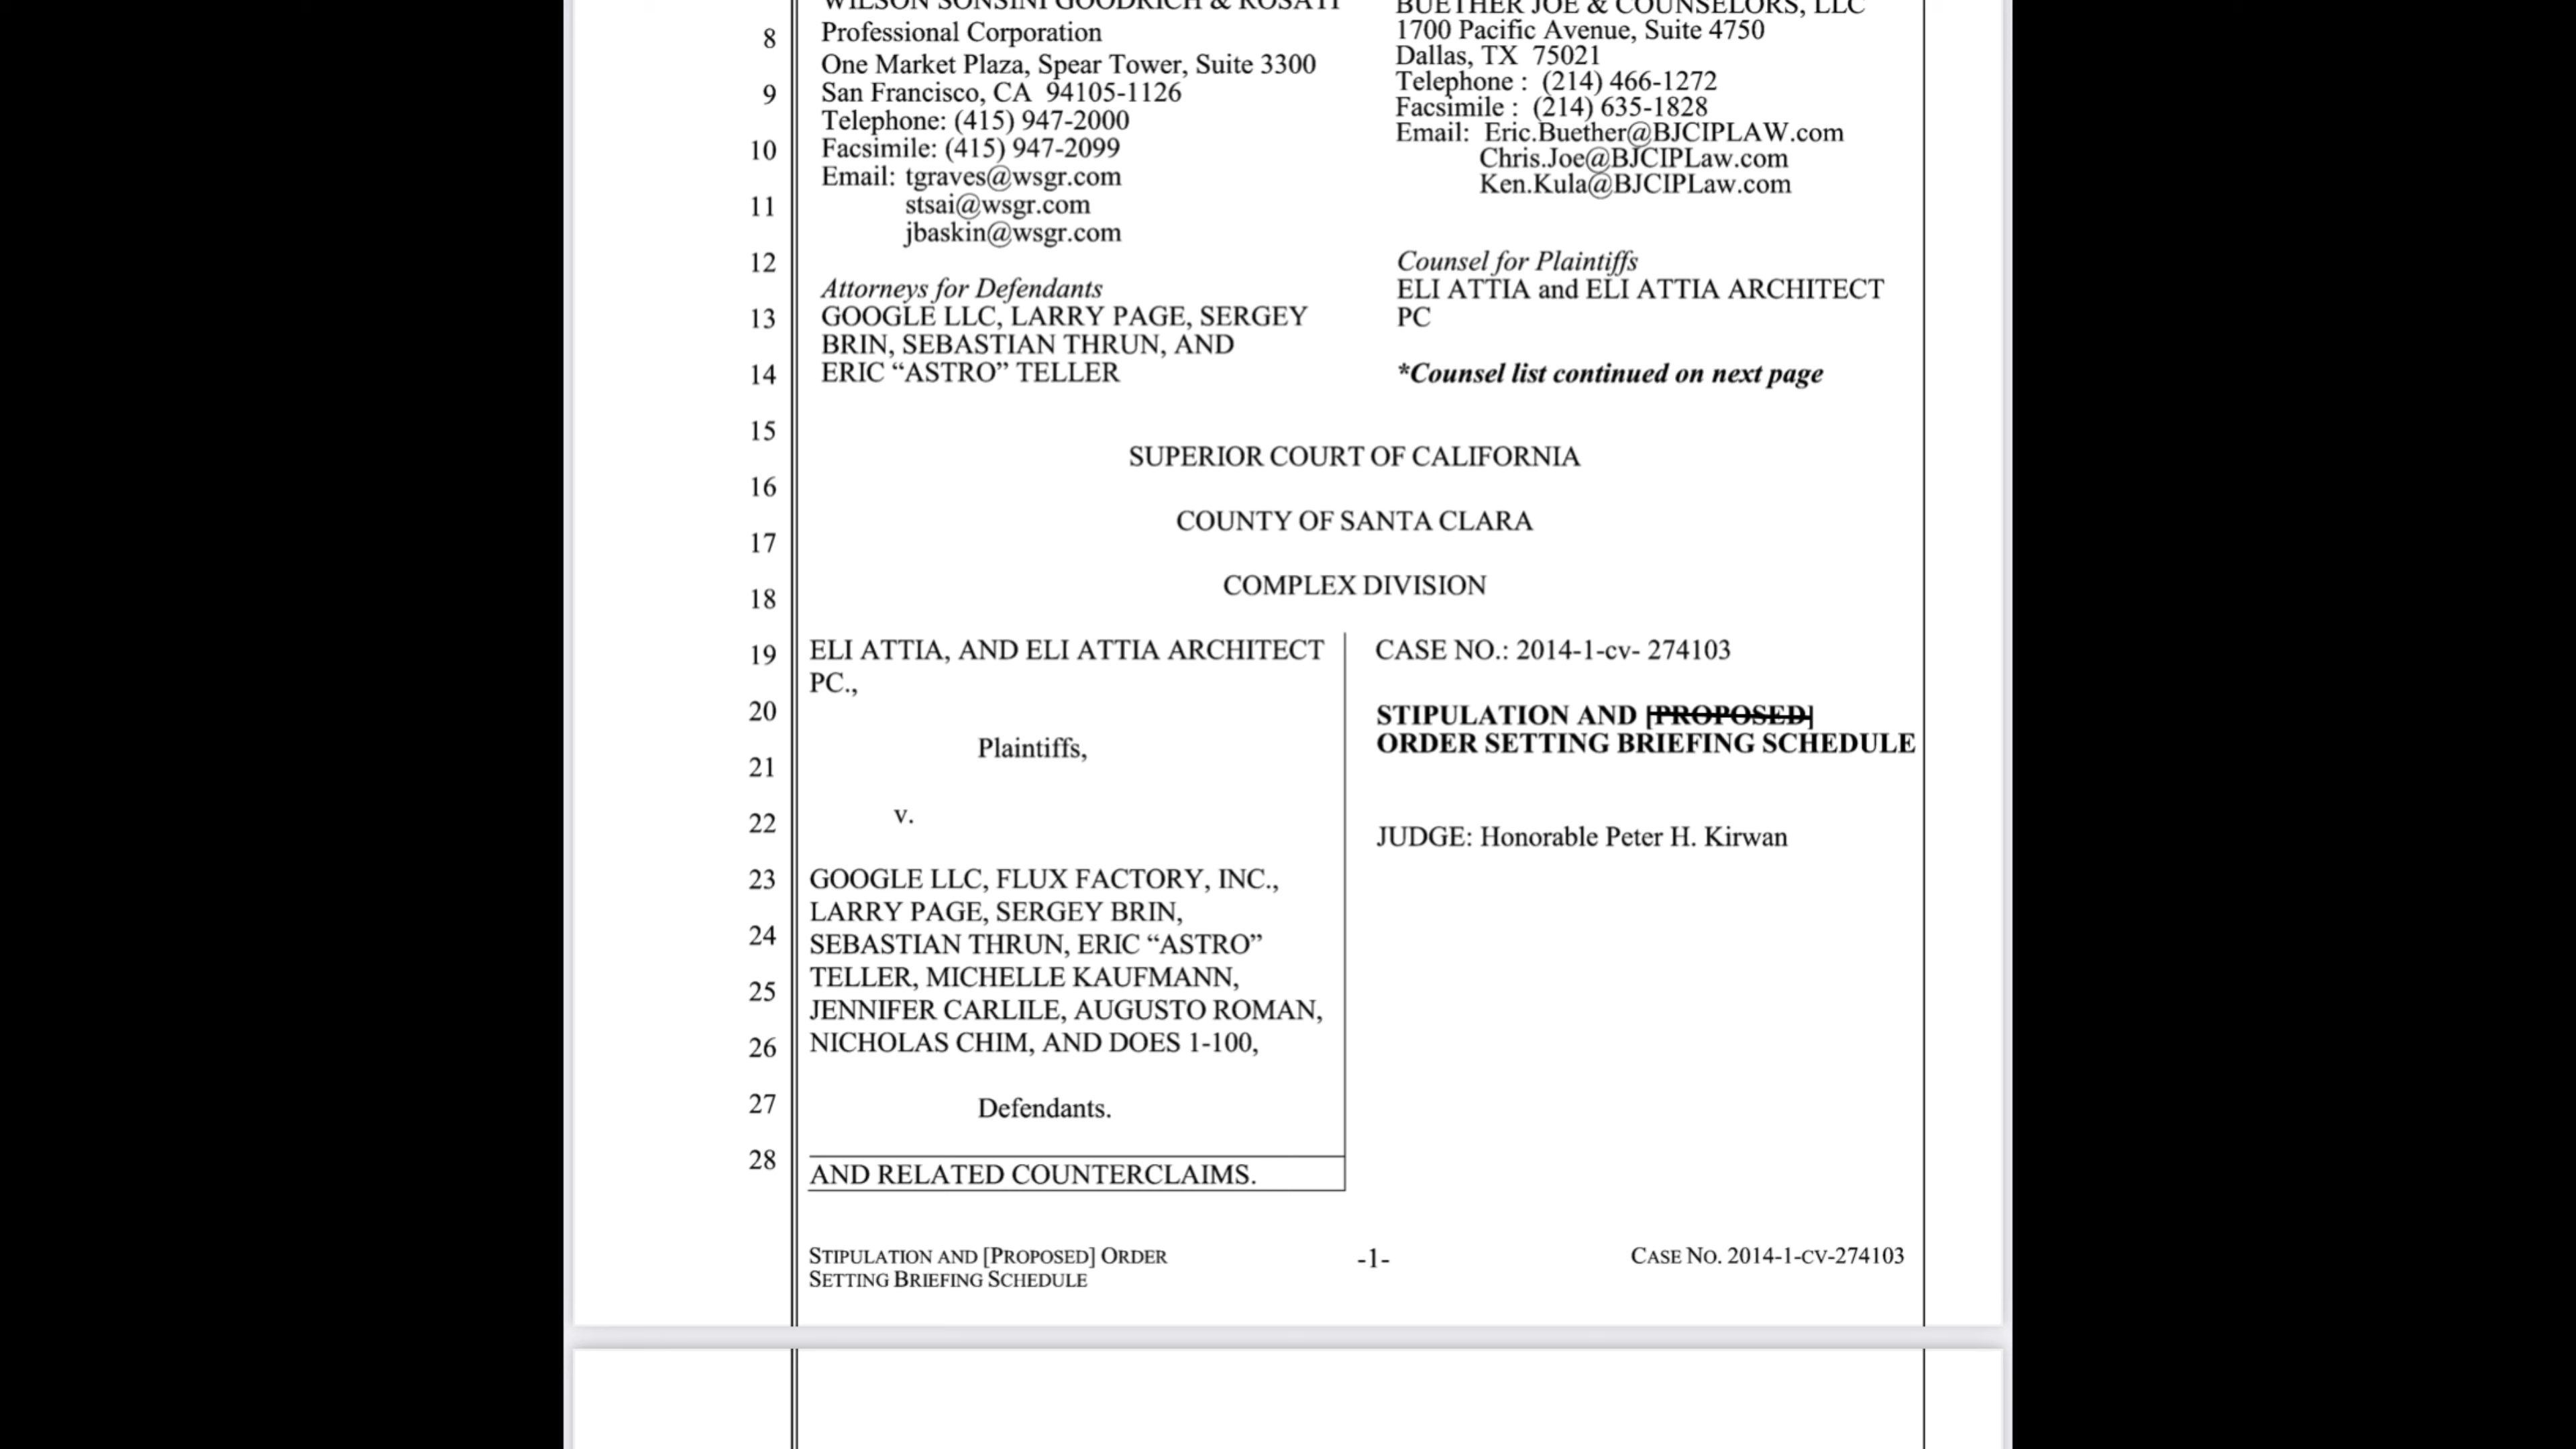 WILSON SONSINI GOODRICH & ROSATI
Professional Corporation
One Market Plaza, Spear Tower, Suite 3300
San Francisco, CA 94105-1126
Telephone: (415) 947-2000
Facsimile: (415) 947-2099
Email: tgraves@wsgr.com
stsai@wsgr.com
jbaskin@wsgr.com
Attorneys for Defendants
GOOGLE LLC, LARRY PAGE, SERGEY
BRIN, SEBASTIAN THRUN, AND
ERIC “ASTRO” TELLER
BUETHER JOE & COUNSELORS, LLC
1700 Pacific Avenue, Suite 4750
Dallas, TX 75021
Telephone : (214) 466-1272
Facsimile : (214) 635-1828
Email: Eric.Buether@BJCIPLAW.com
Chris.Joe@BJCIPLaw.com
Ken.Kula@BJCIPLaw.com
Counsel for Plaintiffs
ELI ATTIA and ELI ATTIA ARCHITECT
PC
*Counsel list continued on next page
8
9
10
11
12
13
14
15
16
17
18
19
20
21
22
23
24
25
26
27
28
SUPERIOR COURT OF CALIFORNIA
COUNTY OF SANTA CLARA
COMPLEX DIVISION
ELI ATTIA, AND ELI ATTIA ARCHITECT
PC.,
Plaintiffs,
v.
GOOGLE LLC, FLUX FACTORY, INC.,
LARRY PAGE, SERGEY BRIN,
SEBASTIAN THRUN, ERIC “ASTRO”
TELLER, MICHELLE KAUFMANN,
JENNIFER CARLILE, AUGUSTO ROMAN,
NICHOLAS CHIM, AND DOES 1-100,
Defendants.
AND RELATED COUNTERCLAIMS.
CASE NO.: 2014-1-cv- 274103
STIPULATION AND [PROPOSED]
ORDER SETTING BRIEFING SCHEDULE
JUDGE: Honorable Peter H. Kirwan
STIPULATION AND [PROPOSED] ORDER
SETTING BRIEFING SCHEDULE
-1-
CASE NO. 2014-1-CV-274103